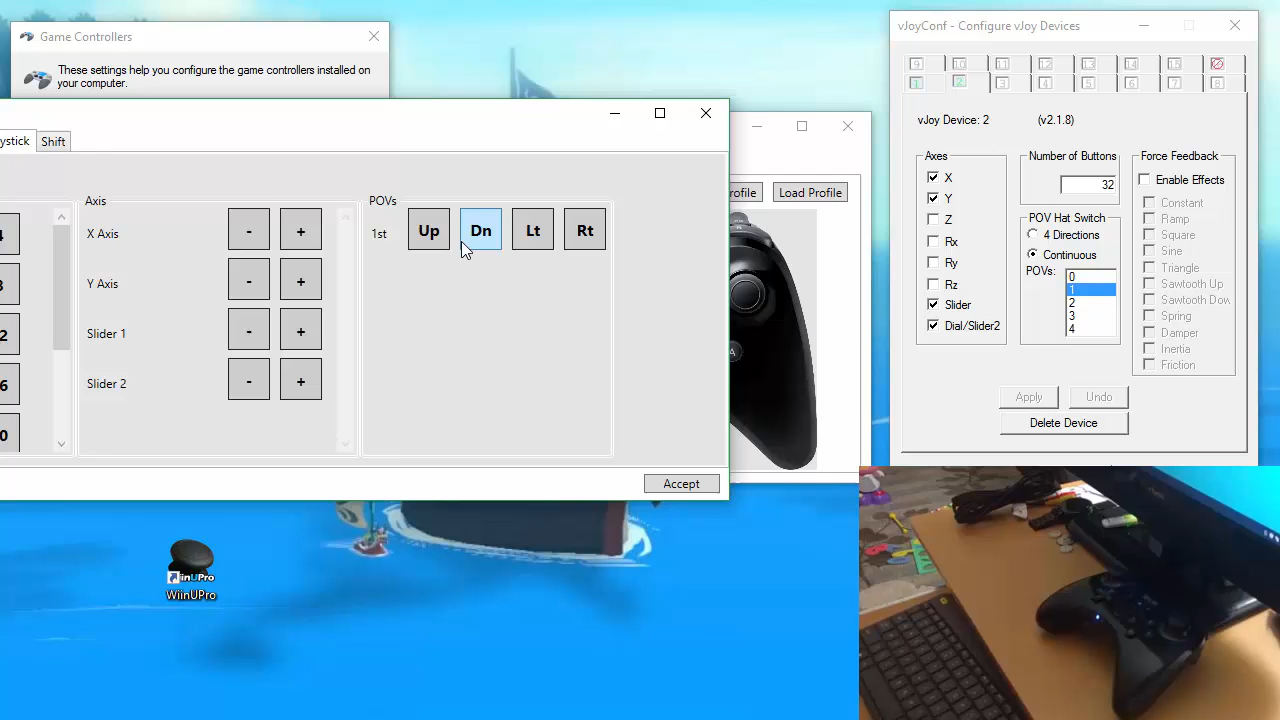 Game Controllers
These settings help you configure the game controllers installed on
your computer.
ystick
Shift
Axis
X Axis
- +
Y Axis
- +
Slider 1
- +
Slider 2
- +
POVs
1st
Up Dn Lt Rt
4
3
2
6
0
Accept
rofile
Load Profile
A
WiinUPro
vJoyConf - Configure vJoy Devices
9 10 11 12 13 14 15
1 2 3 4 5 6 7 8
vJoy Device: 2 (v2.1.8)
Axes
X
Y
Z
Rx
Ry
Rz
Slider
Dial/Slider2
Number of Buttons
32
POV Hat Switch
4 Directions
Continuous
POVs:
0
1
2
3
4
Force Feedback
Enable Effects
Constant
Ramp
Square
Sine
Triangle
Sawtooth Up
Sawtooth Dow
Spring
Damper
Inertia
Friction
Apply
Undo
Delete Device